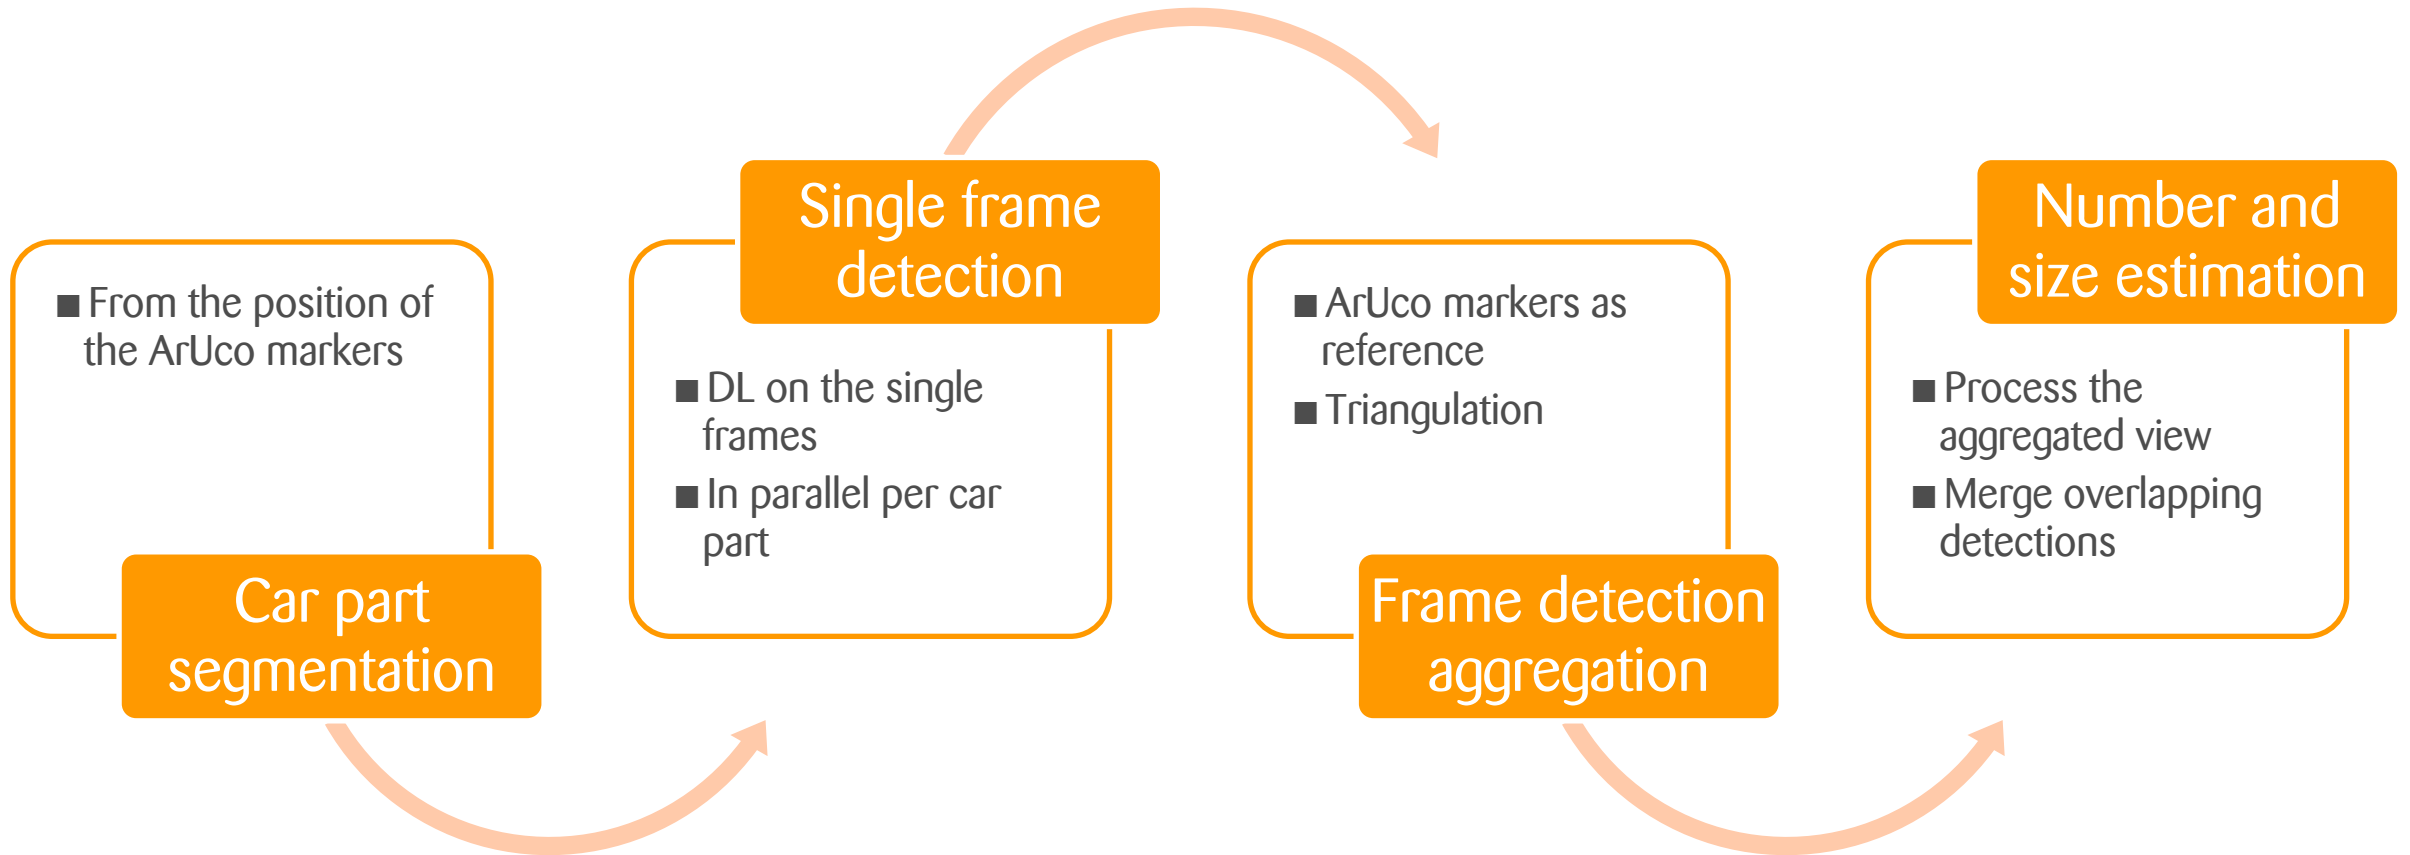 ■ From the position of
the ArUco markers
Car part
segmentation
Single frame
detection
■ DL on the single
frames
■ In parallel per car
part
■ ArUco markers as
reference
■ Triangulation
Frame detection
aggregation
Number and
size estimation
■ Process the
aggregated view
■ Merge overlapping
detections